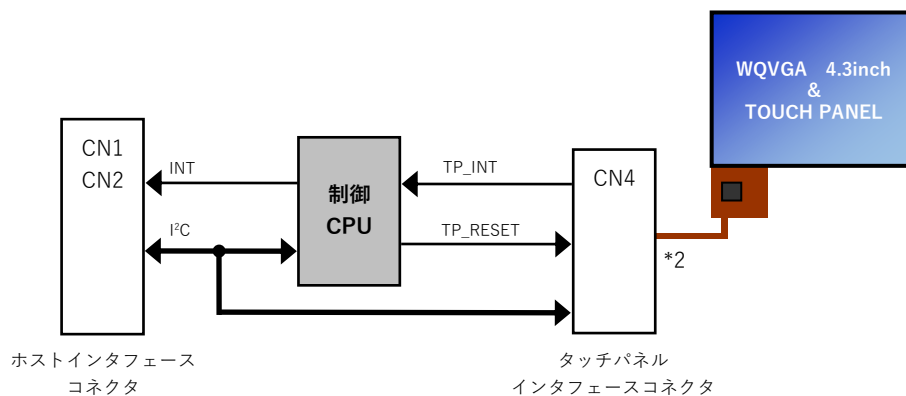 WQVGA 4.3inch
&
TOUCH PANEL
CN1
CN2
INT
I²C
制御
CPU
TP_INT
TP_RESET
CN4
*2
ホストインタフェース
コネクタ
タッチパネル
インタフェースコネクタ